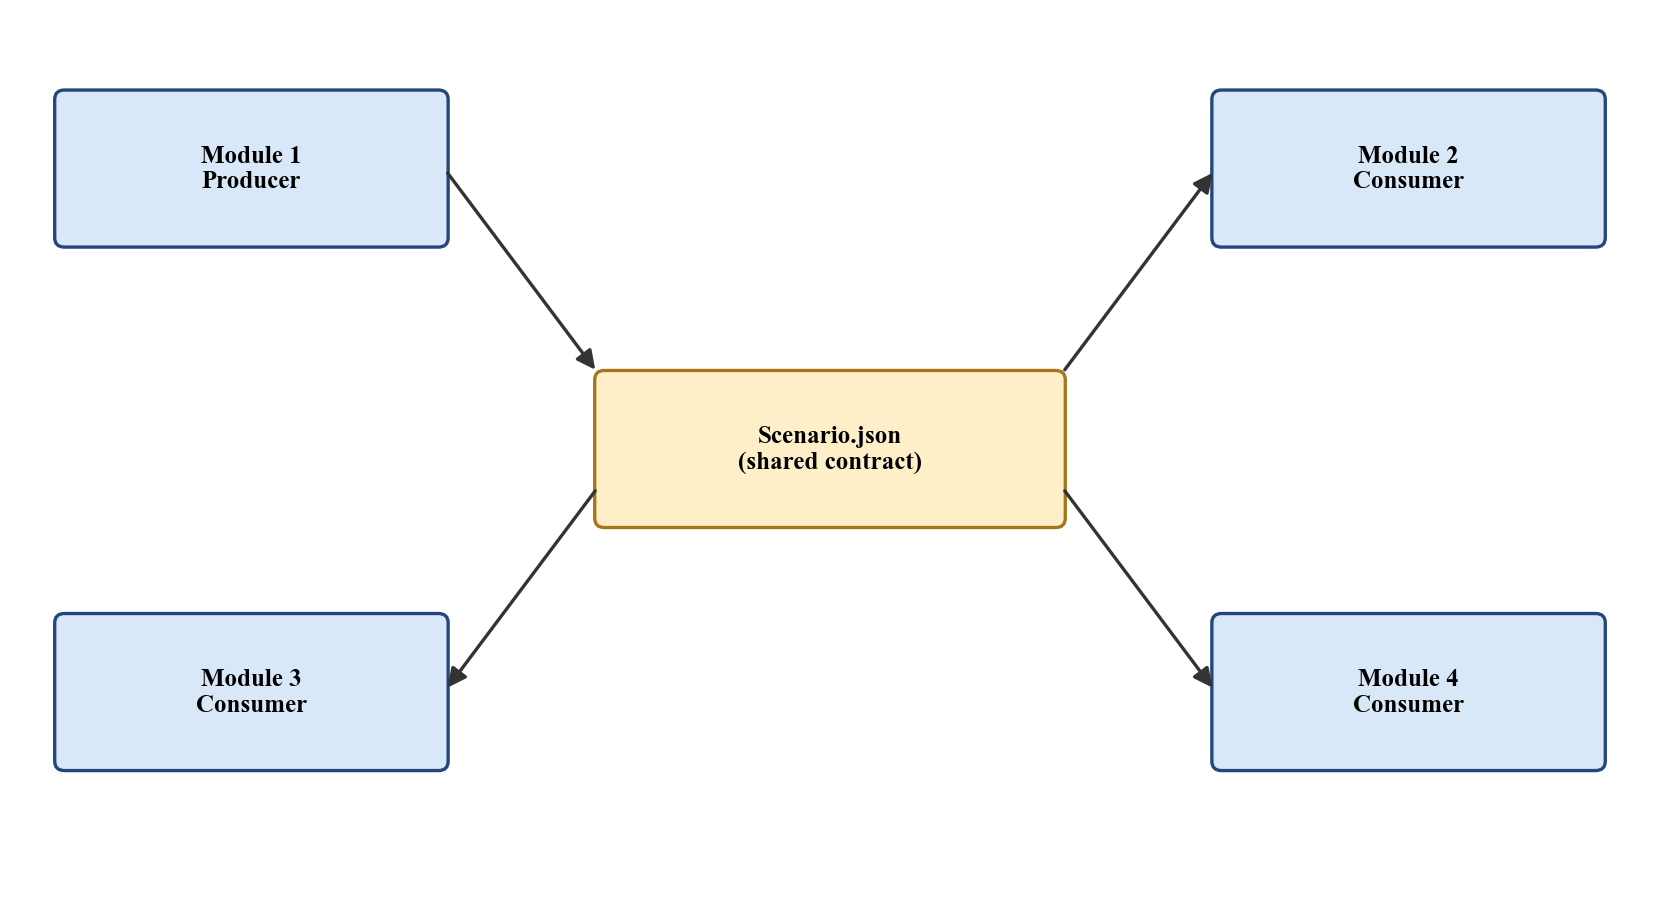 Module 1
Producer
Module 2
Consumer
Scenario.json
(shared contract)
Module 3
Consumer
Module 4
Consumer